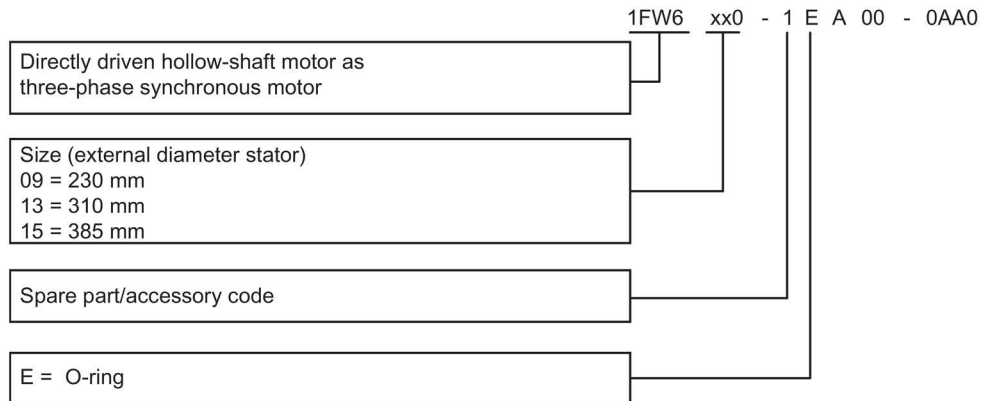 1FW6 xx0 - 1 E A 00 - 0AA0
Directly driven hollow-shaft motor as
three-phase synchronous motor
Size (external diameter stator)
09 = 230 mm
13 = 310 mm
15 = 385 mm
Spare part/accessory code
E = O-ring